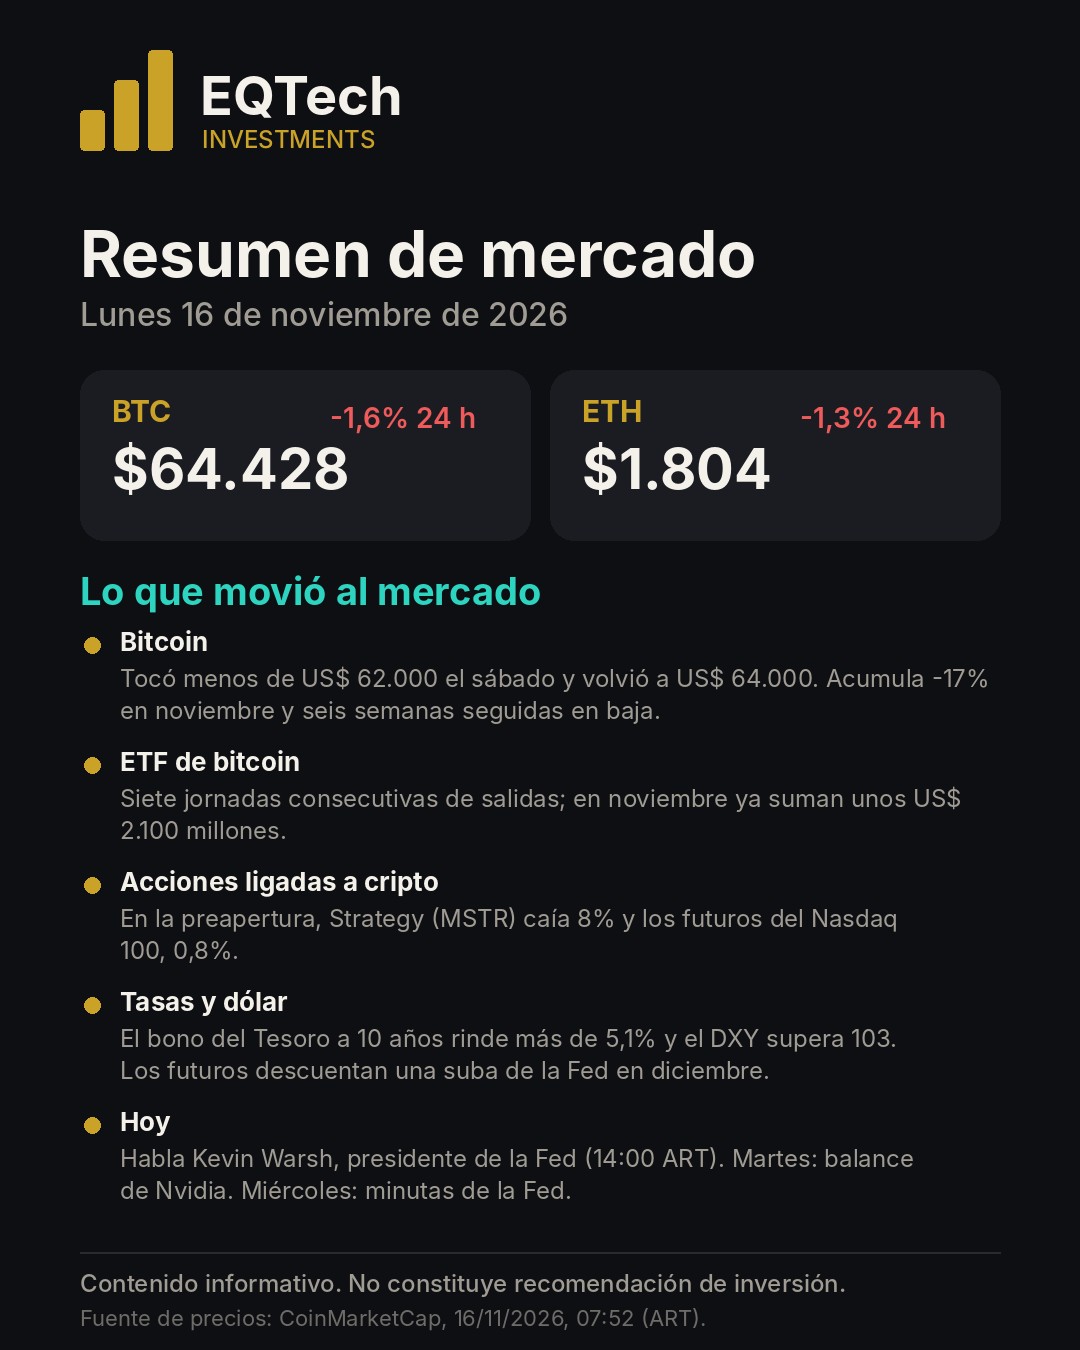 EQTech
INVESTMENTS
Resumen de mercado
Lunes 16 de noviembre de 2026
BTC
-1,6% 24 h
$64.428
ETH
-1,3% 24 h
$1.804
Lo que movió al mercado
Bitcoin
Tocó menos de US$ 62.000 el sábado y volvió a US$ 64.000. Acumula -17%
en noviembre y seis semanas seguidas en baja.
ETF de bitcoin
Siete jornadas consecutivas de salidas; en noviembre ya suman unos US$
2.100 millones.
Acciones ligadas a cripto
En la preapertura, Strategy (MSTR) caía 8% y los futuros del Nasdaq
100, 0,8%.
Tasas y dólar
El bono del Tesoro a 10 años rinde más de 5,1% y el DXY supera 103.
Los futuros descuentan una suba de la Fed en diciembre.
Hoy
Habla Kevin Warsh, presidente de la Fed (14:00 ART). Martes: balance
de Nvidia. Miércoles: minutas de la Fed.
Contenido informativo. No constituye recomendación de inversión.
Fuente de precios: CoinMarketCap, 16/11/2026, 07:52 (ART).